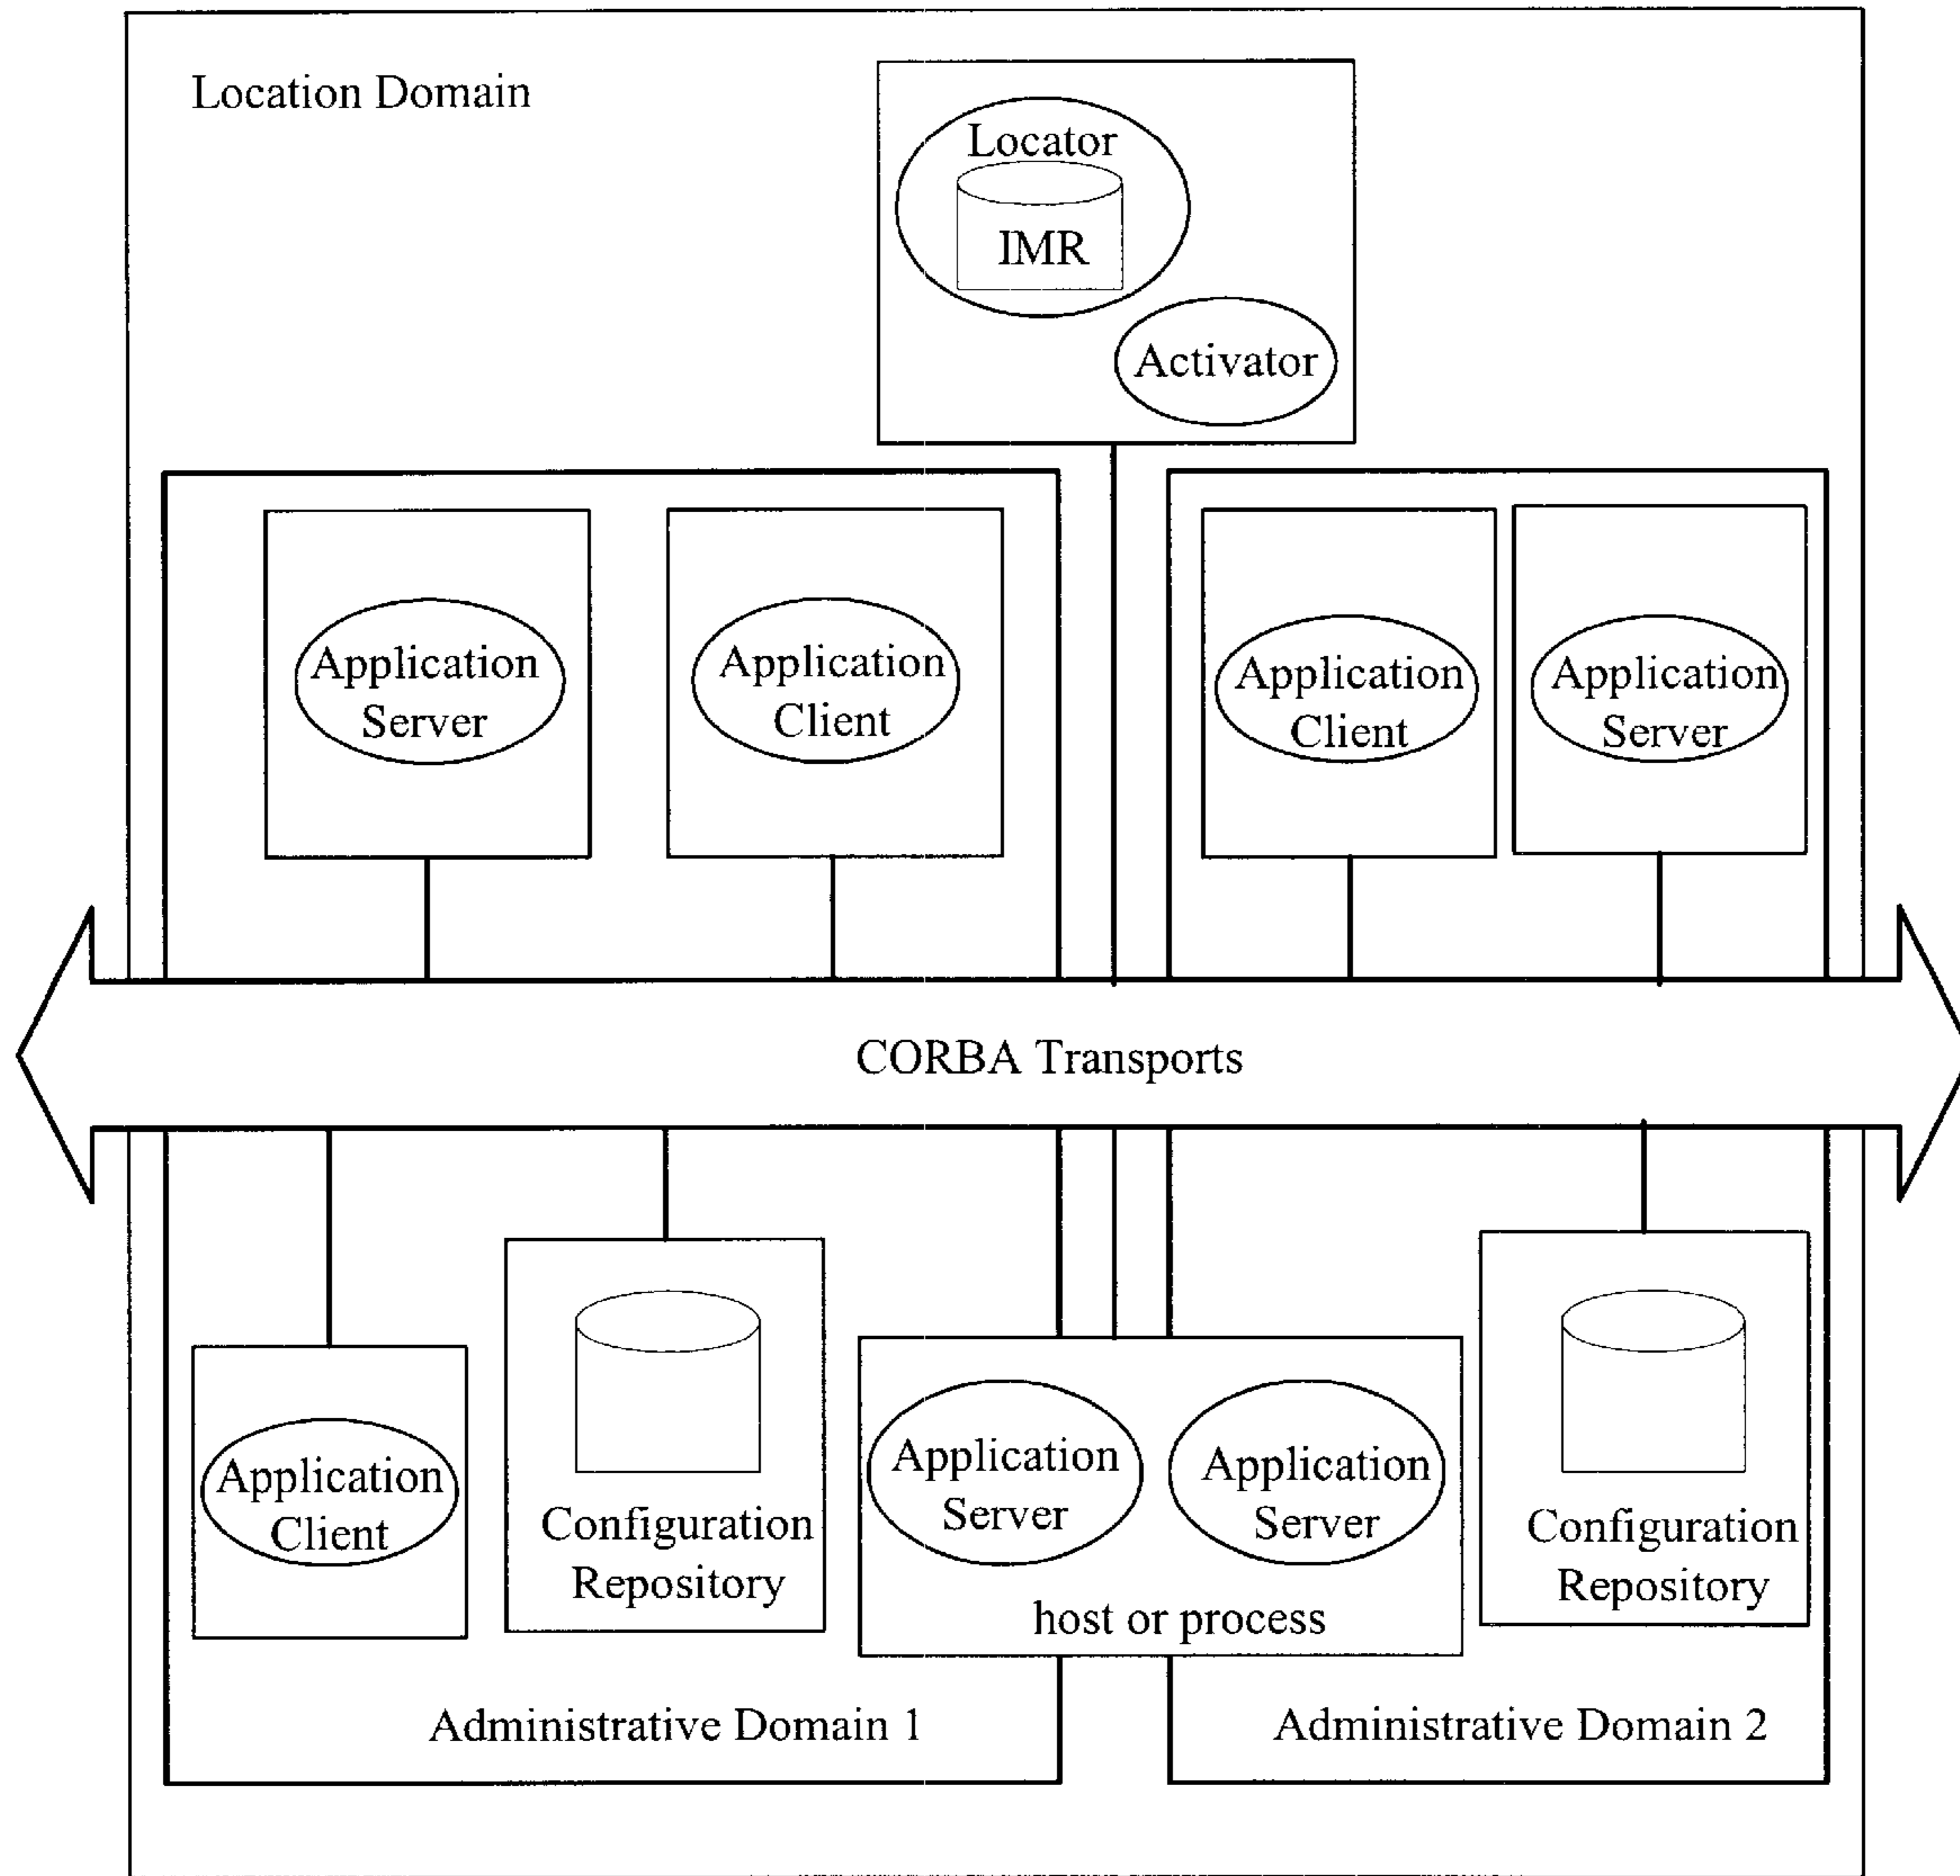 Location Domain
Locator
IMR
Activator
Application
Server
Application
Client
Application
Client
Application
Server
CORBA Transports
Application
Client
Configuration
Repository
Application
Server
Application
Server
host or process
Configuration
Repository
Administrative Domain 1
Administrative Domain 2